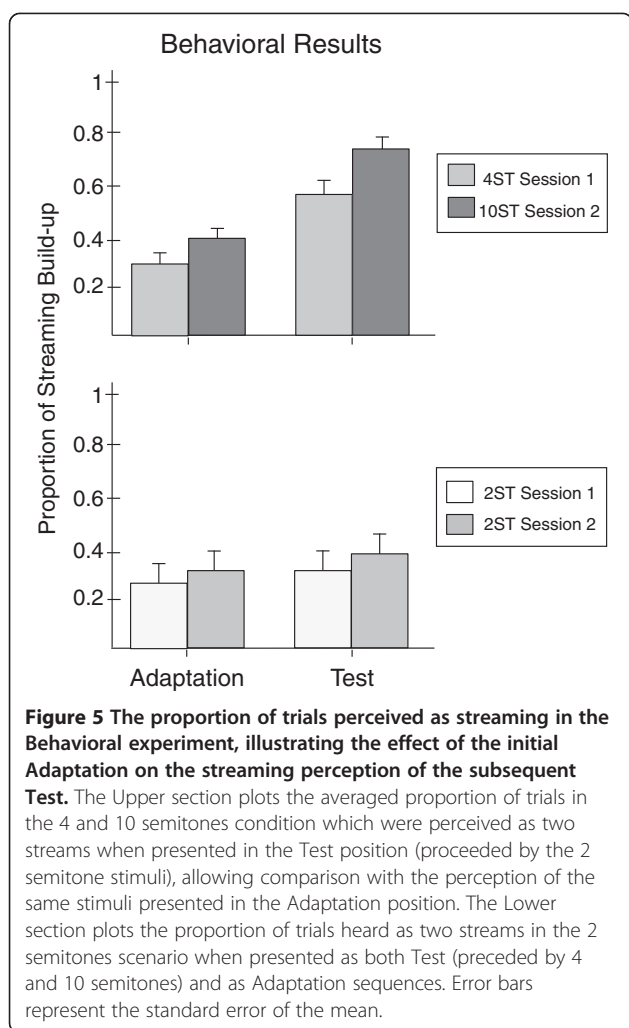 Behavioral Results
Proportion of Streaming Build-up
1
0.8
0.6
0.4
0.2
4ST Session 1
10ST Session 2
1
0.8
0.6
0.4
0.2
2ST Session 1
2ST Session 2
Adaptation
Test
Figure 5 The proportion of trials perceived as streaming in the
Behavioral experiment, illustrating the effect of the initial
Adaptation on the streaming perception of the subsequent
Test. The Upper section plots the averaged proportion of trials in
the 4 and 10 semitones condition which were perceived as two
streams when presented in the Test position (proceeded by the 2
semitone stimuli), allowing comparison with the perception of the
same stimuli presented in the Adaptation position. The Lower
section plots the proportion of trials heard as two streams in the 2
semitones scenario when presented as both Test (preceded by 4
and 10 semitones) and as Adaptation sequences. Error bars
represent the standard error of the mean.